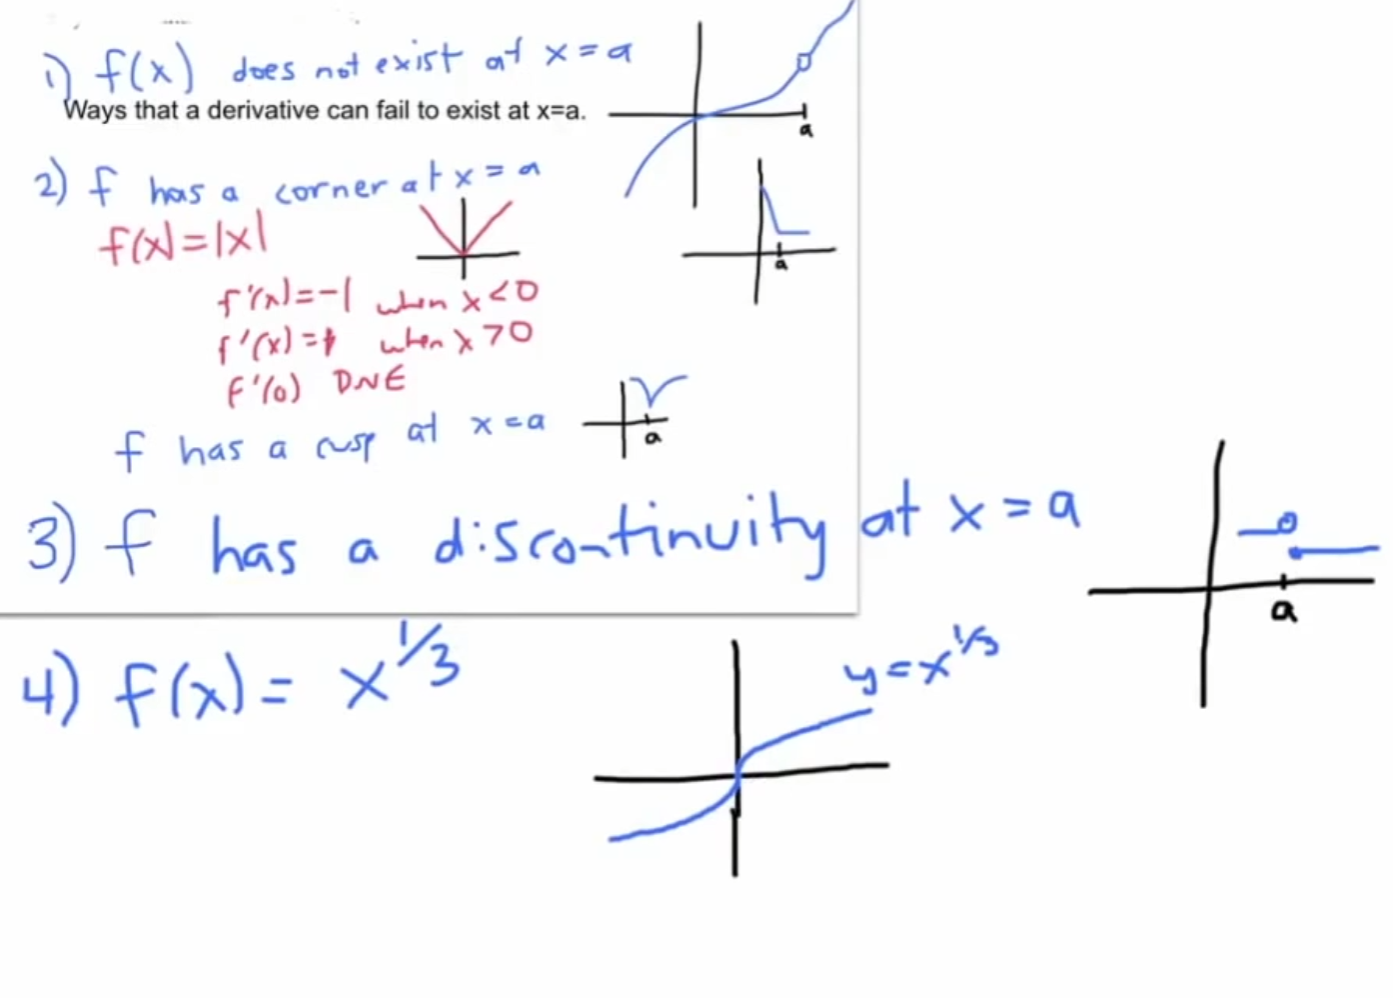 1) f(x) does not exist at x = a
Ways that a derivative can fail to exist at x=a.
a
2) f has a corner at x = a
f(x) = |x|
a
f'(x) = -1 when x < 0
f'(x) = 1 when x > 0
f'(0) DNE
f has a cusp at x = a
a
3) f has a discontinuity at x = a
a
4) f(x) = x^1/3
y = x^1/3